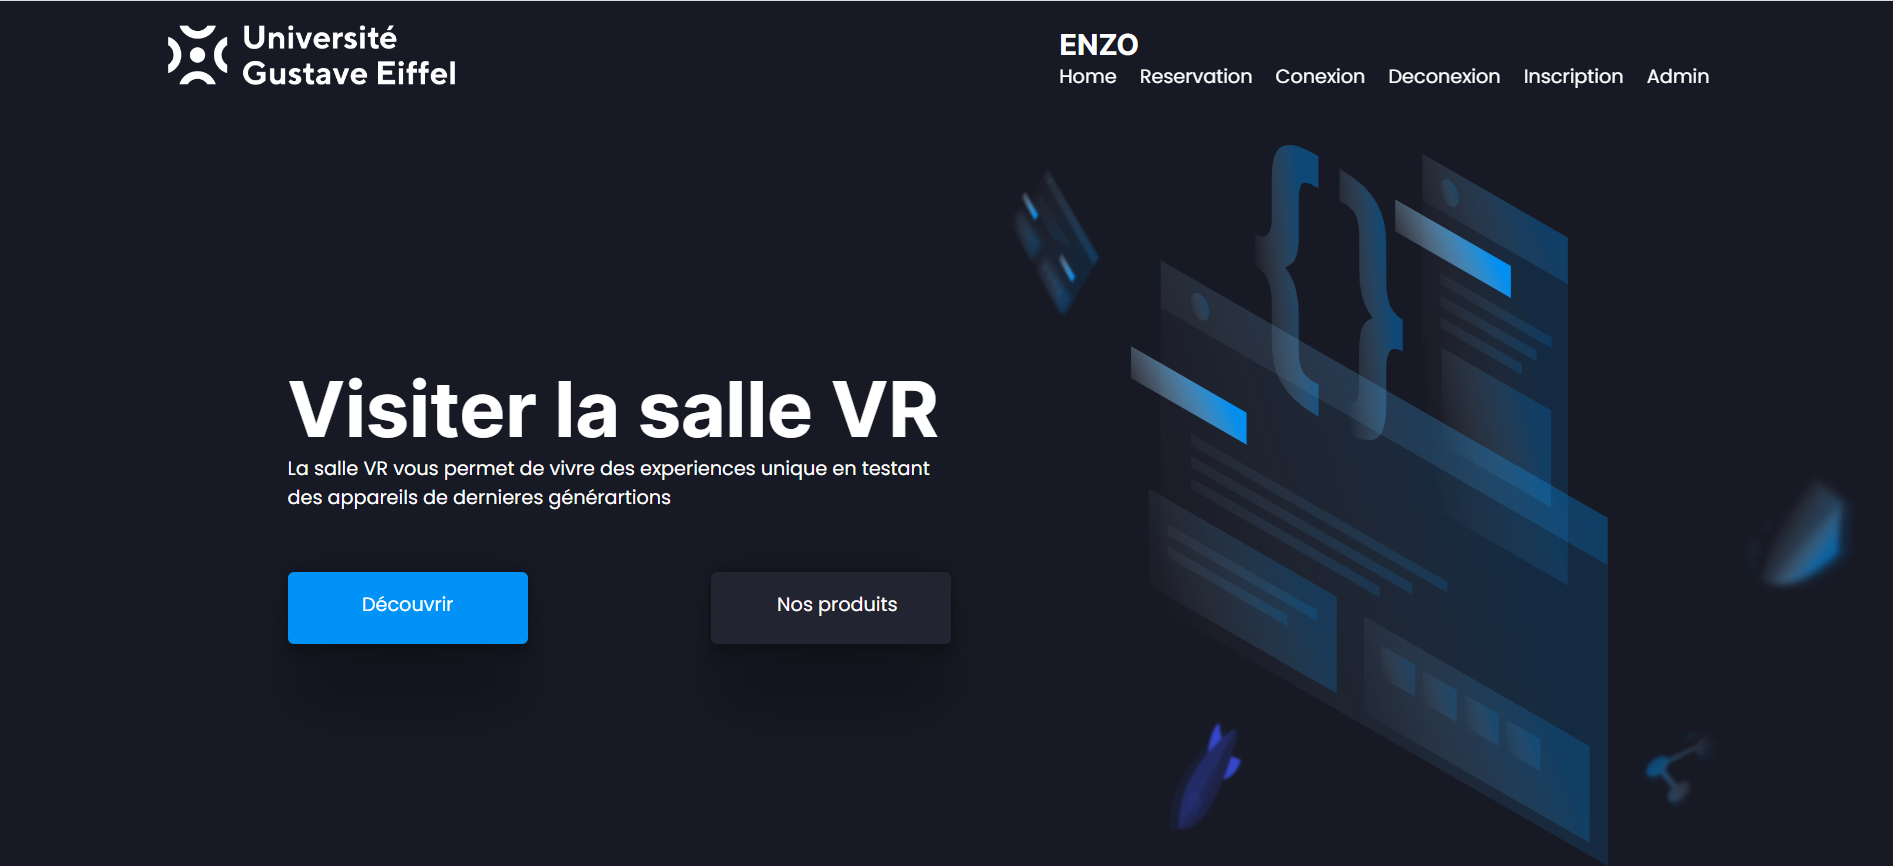 Université
Gustave Eiffel
ENZO
Home Reservation Conexion Deconexion Inscription Admin
{}
Visiter la salle VR
La salle VR vous permet de vivre des experiences unique en testant
des appareils de dernieres générartions
Découvrir Nos produits